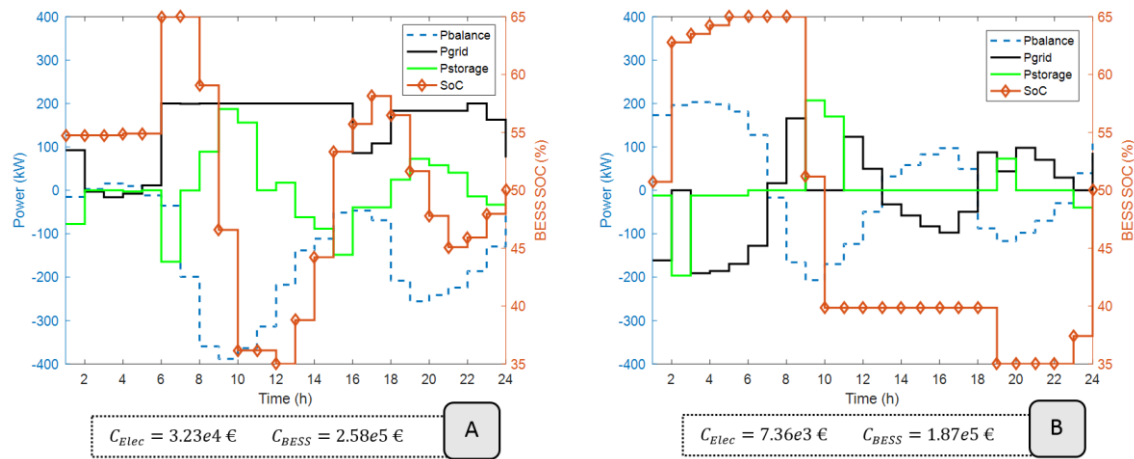 400
300
200
100
0
-100
-200
-300
-400
Power (kW)
65
60
55
50
45
40
35
BESS SOC (%)
Pbalance
Pgrid
Pstorage
SoC
2 4 6 8 10 12 14 16 18 20 22 24
Time (h)
C_Elec = 3.23e4 € C_BESS = 2.58e5 €
A
400
300
200
100
0
-100
-200
-300
-400
Power (kW)
65
60
55
50
45
40
35
BESS SOC (%)
Pbalance
Pgrid
Pstorage
SoC
2 4 6 8 10 12 14 16 18 20 22 24
Time (h)
C_Elec = 7.36e3 € C_BESS = 1.87e5 €
B